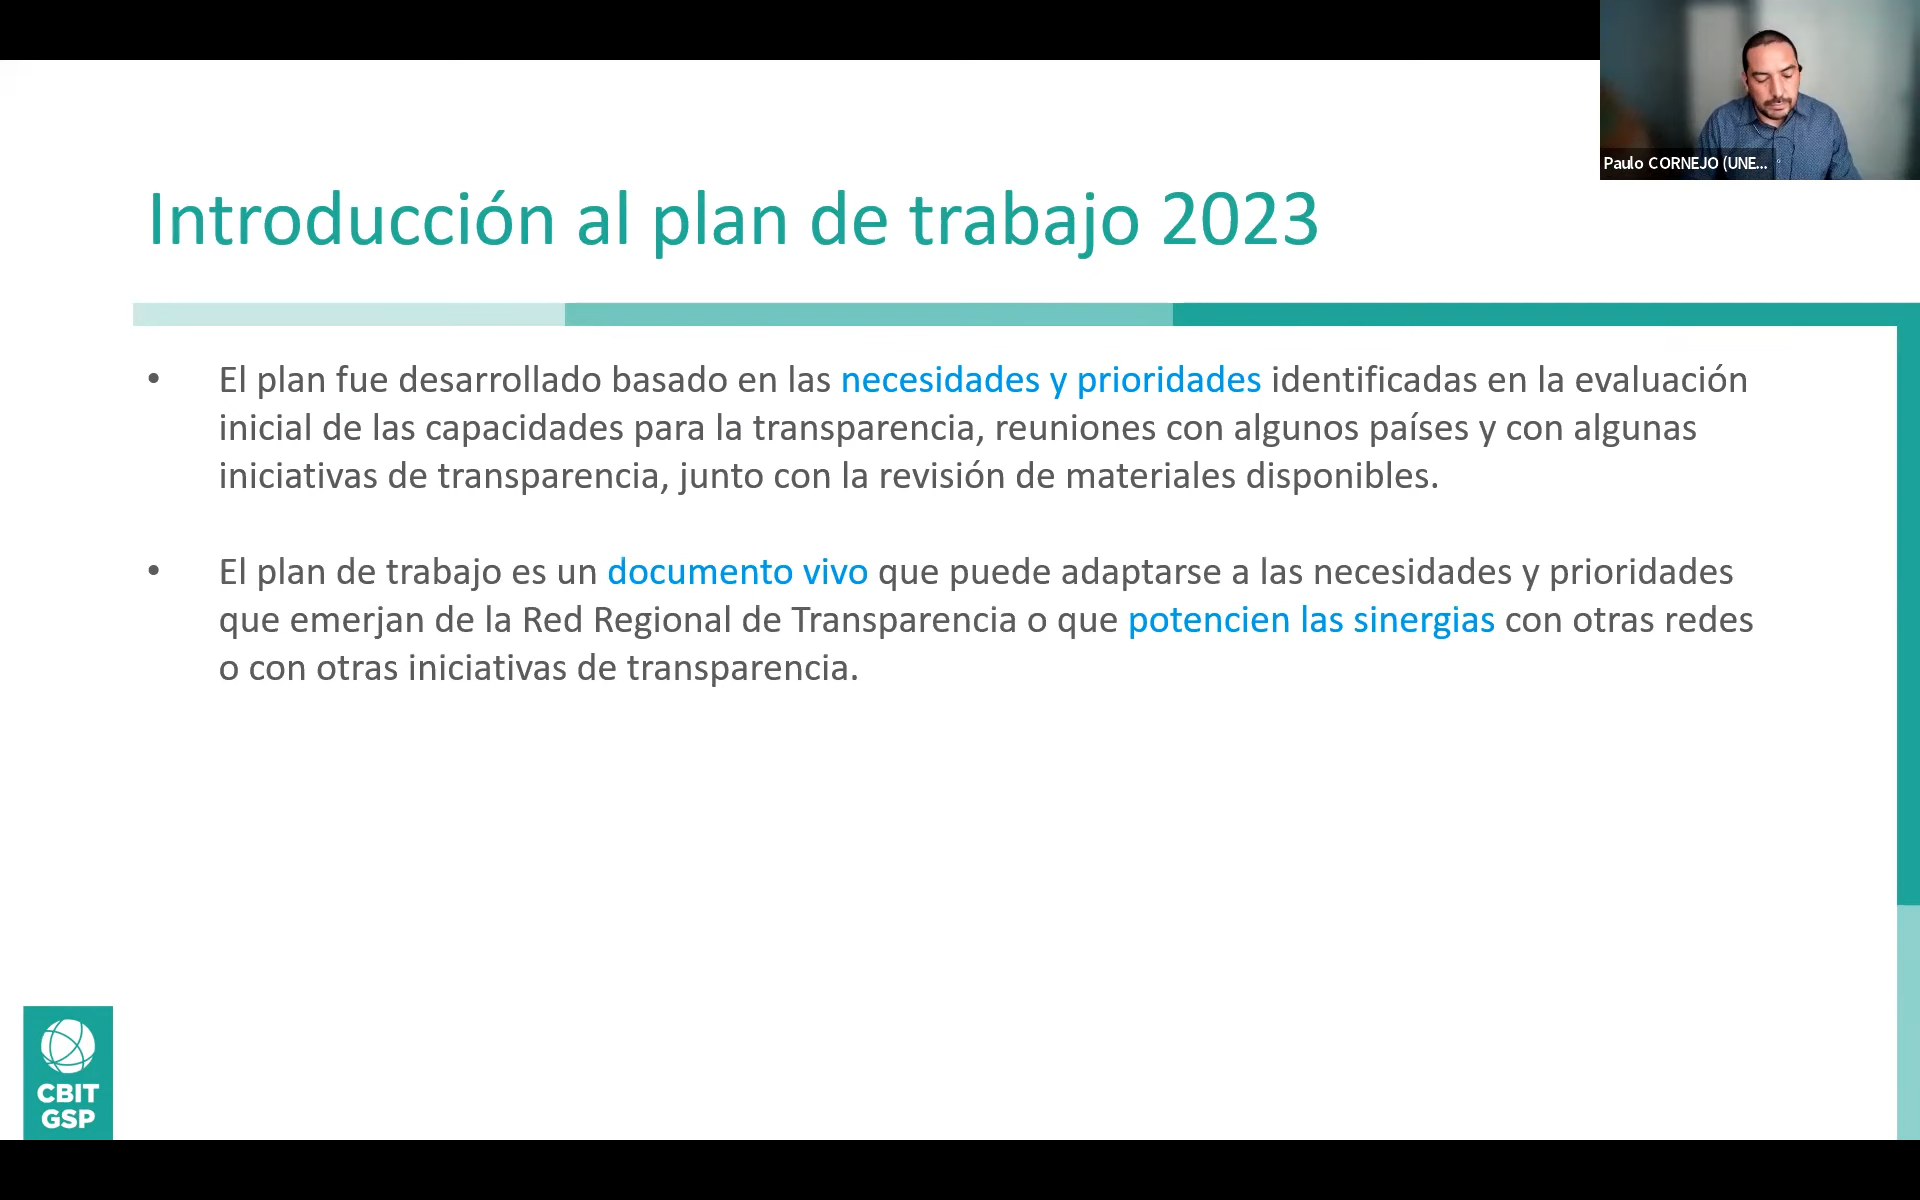 Paulo CORNEJO (UNE...
Introducción al plan de trabajo 2023
• El plan fue desarrollado basado en las necesidades y prioridades identificadas en la evaluación
inicial de las capacidades para la transparencia, reuniones con algunos países y con algunas
iniciativas de transparencia, junto con la revisión de materiales disponibles.
• El plan de trabajo es un documento vivo que puede adaptarse a las necesidades y prioridades
que emerjan de la Red Regional de Transparencia o que potencien las sinergias con otras redes
o con otras iniciativas de transparencia.
CBIT
GSP